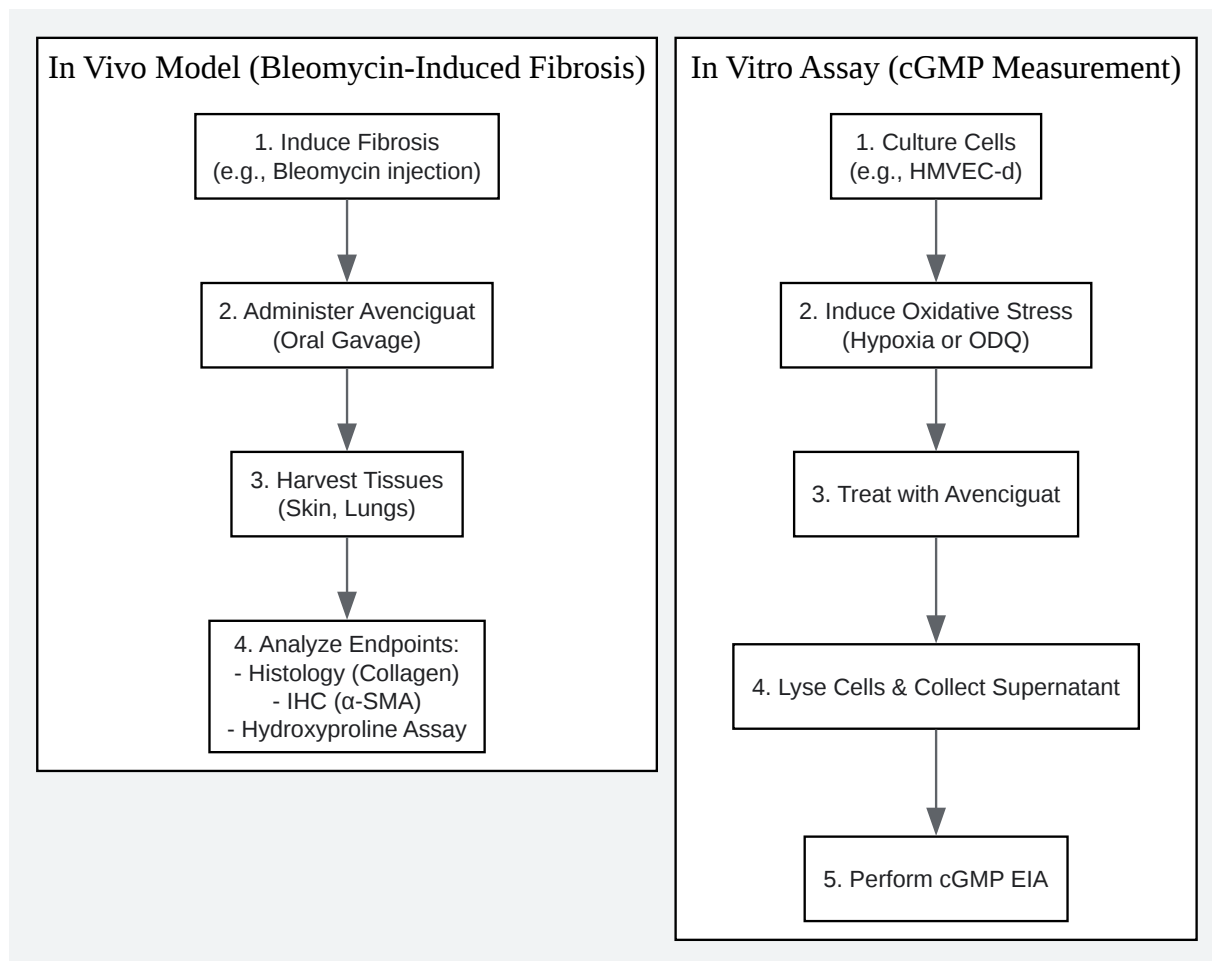 In Vivo Model (Bleomycin-Induced Fibrosis)
1. Induce Fibrosis
(e.g., Bleomycin injection)
2. Administer Avenciguat
(Oral Gavage)
3. Harvest Tissues
(Skin, Lungs)
4. Analyze Endpoints:
- Histology (Collagen)
- IHC (α-SMA)
- Hydroxyproline Assay
In Vitro Assay (cGMP Measurement)
1. Culture Cells
(e.g., HMVEC-d)
2. Induce Oxidative Stress
(Hypoxia or ODQ)
3. Treat with Avenciguat
4. Lyse Cells & Collect Supernatant
5. Perform cGMP EIA